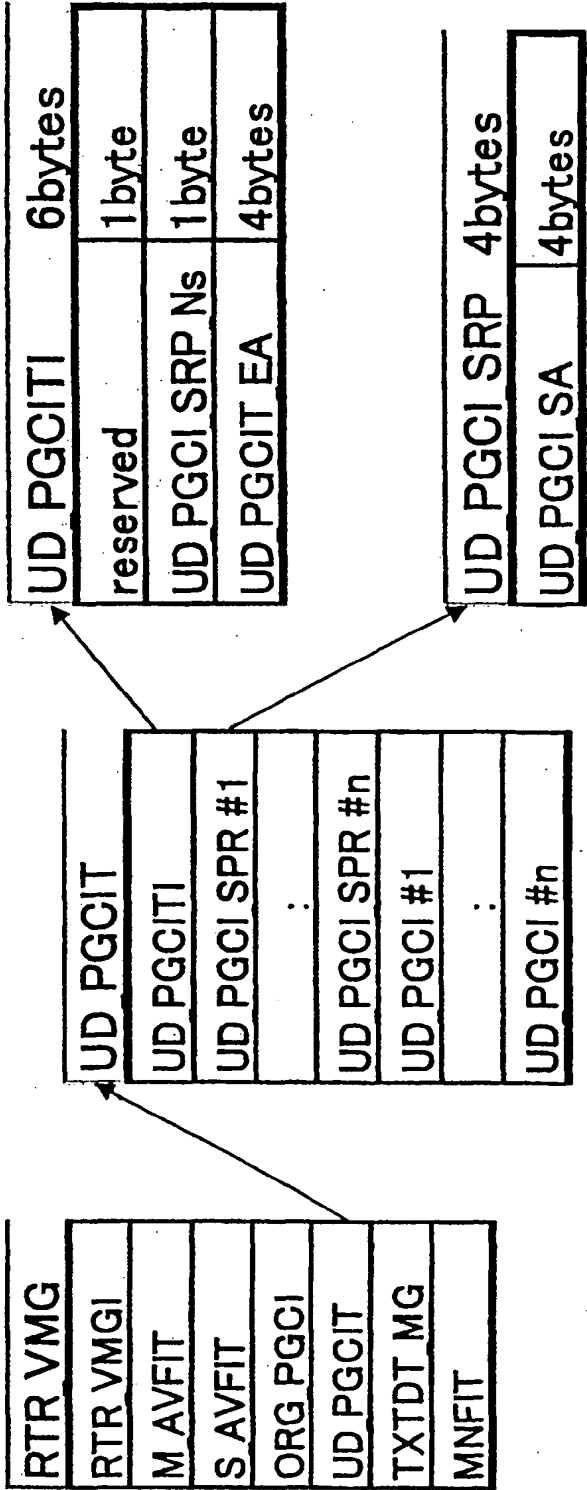 RTR VMG
RTR VMGI
M AVFIT
S AVFIT
ORG PGCI
UD PGCIT
TXTDT MG
MNFIT
UD PGCIT
UD PGCITI
UD PGCI SPR #1
:
UD PGCI SPR #n
UD PGCI #1
:
UD PGCI #n
UD PGCITI 6bytes
reserved 1byte
UD PGCI SRP Ns 1byte
UD PGCIT EA 4bytes
UD PGCI SRP 4bytes
UD PGCI SA 4bytes